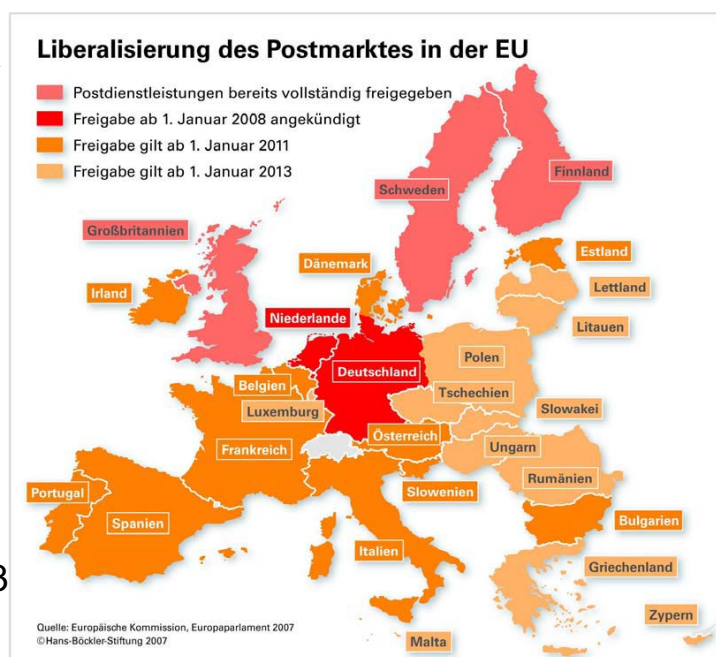 Liberalisierung des Postmarktes in der EU
Postdienstleistungen bereits vollständig freigegeben
Freigabe ab 1. Januar 2008 angekündigt
Freigabe gilt ab 1. Januar 2011
Freigabe gilt ab 1. Januar 2013
Finnland
Schweden
Großbritannien
Estland
Dänemark
Irland
Lettland
Niederlande
Litauen
Polen
Deutschland
Belgien
Tschechien
Luxemburg
Slowakei
Österreich
Frankreich
Ungarn
Rumänien
Portugal
Slowenien
Spanien
Bulgarien
Italien
Griechenland
3
Zypern
Malta
Quelle: Europäische Kommission, Europaparlament 2007
©Hans-Böckler-Stiftung 2007